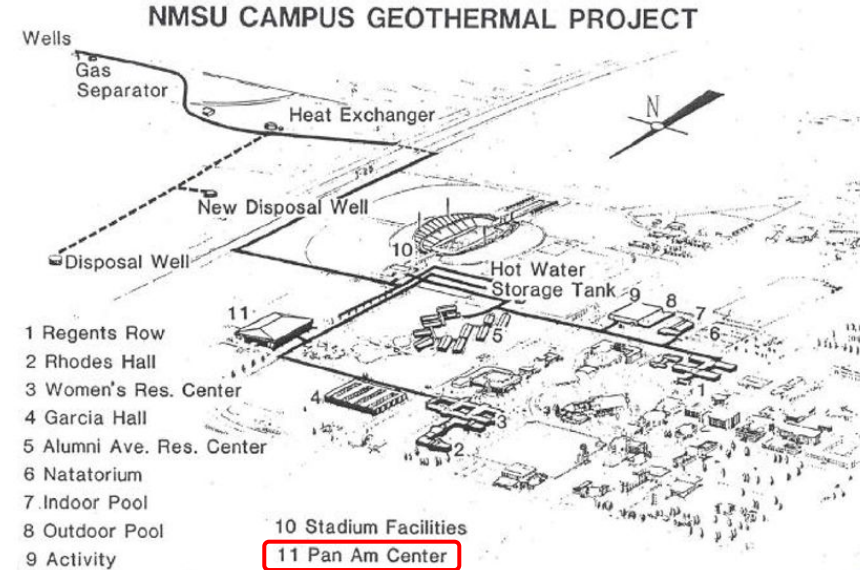 NMSU CAMPUS GEOTHERMAL PROJECT
Wells
Gas
Separator
Heat Exchanger
N
New Disposal Well
Disposal Well
10
Hot Water
Storage Tank
9
8
7
6
11
5
4
3
2
1
1 Regents Row
2 Rhodes Hall
3 Women's Res. Center
4 Garcia Hall
5 Alumni Ave. Res. Center
6 Natatorium
7 Indoor Pool
8 Outdoor Pool
9 Activity
10 Stadium Facilities
11 Pan Am Center